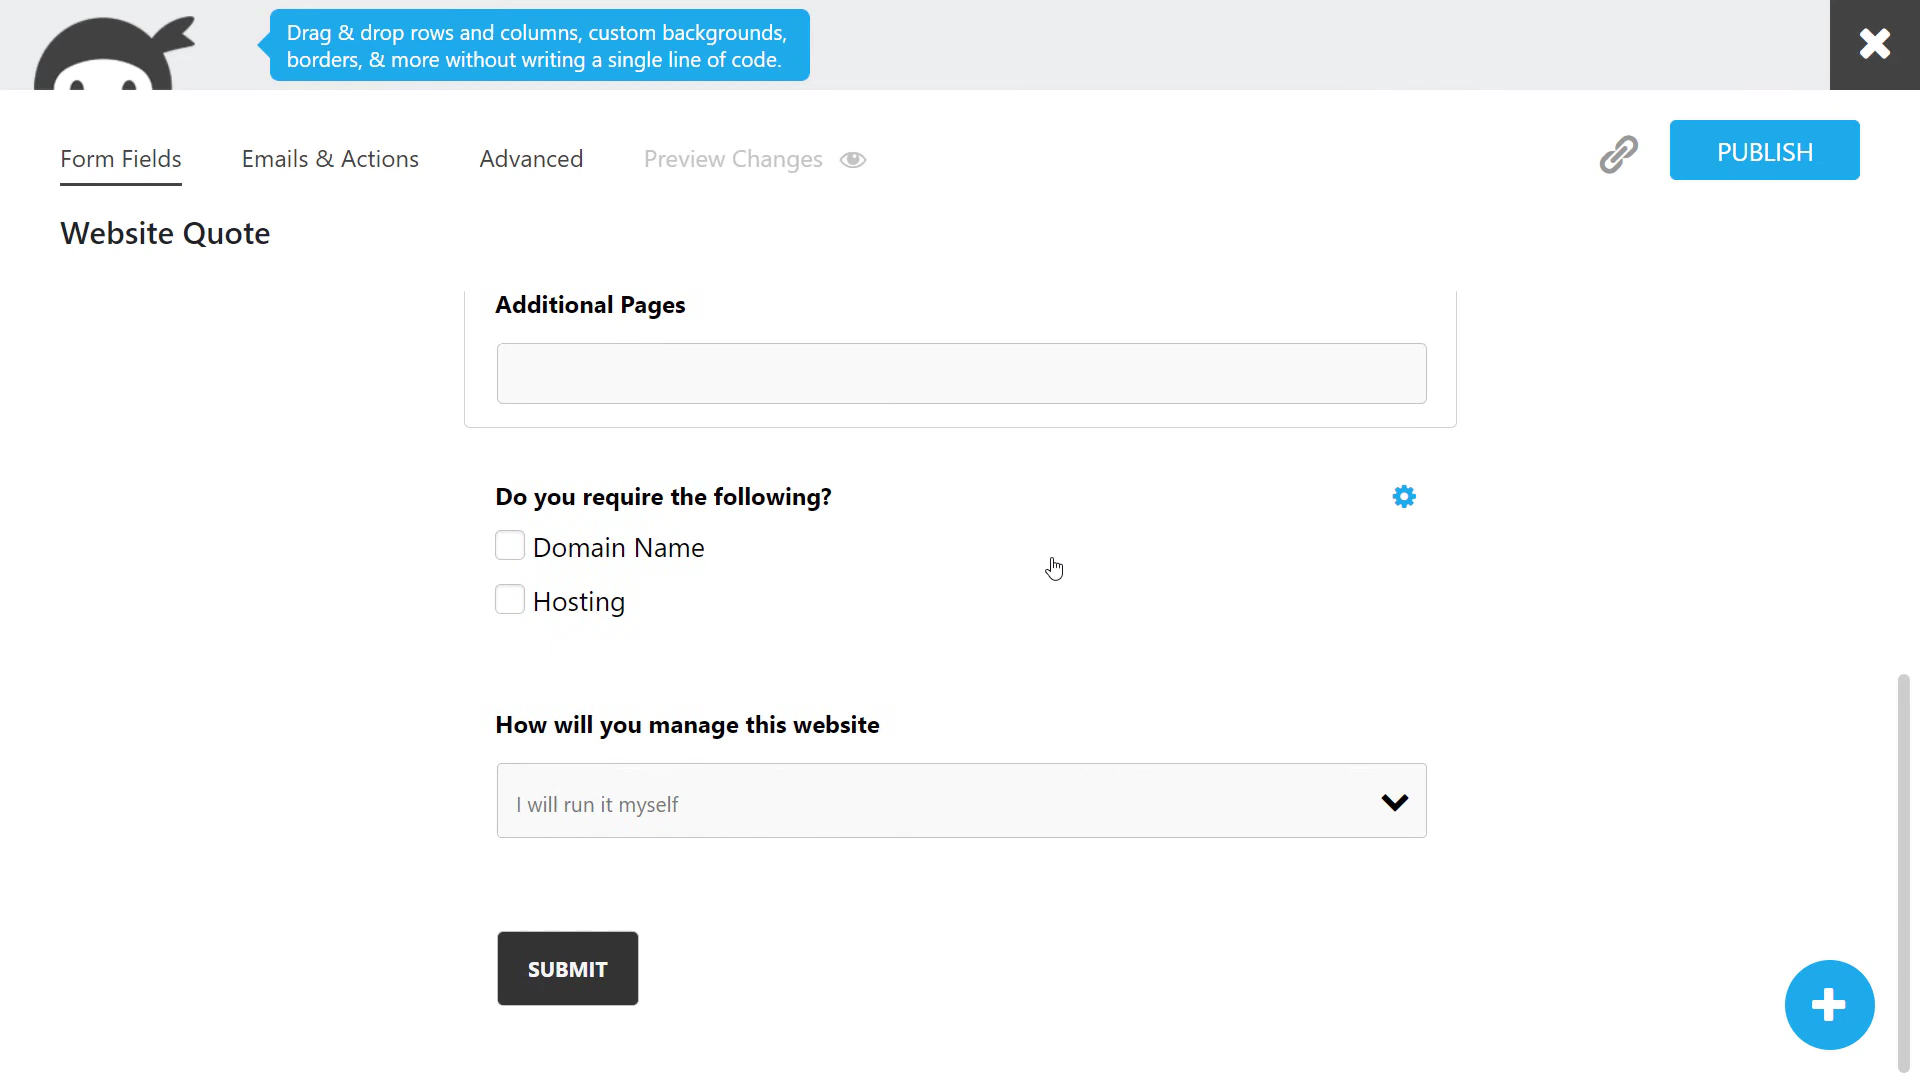 Drag & drop rows and columns, custom backgrounds,
borders, & more without writing a single line of code.
Form Fields
Emails & Actions
Advanced
Preview Changes
PUBLISH
Website Quote
Additional Pages
Do you require the following?
Domain Name
Hosting
How will you manage this website
I will run it myself
SUBMIT